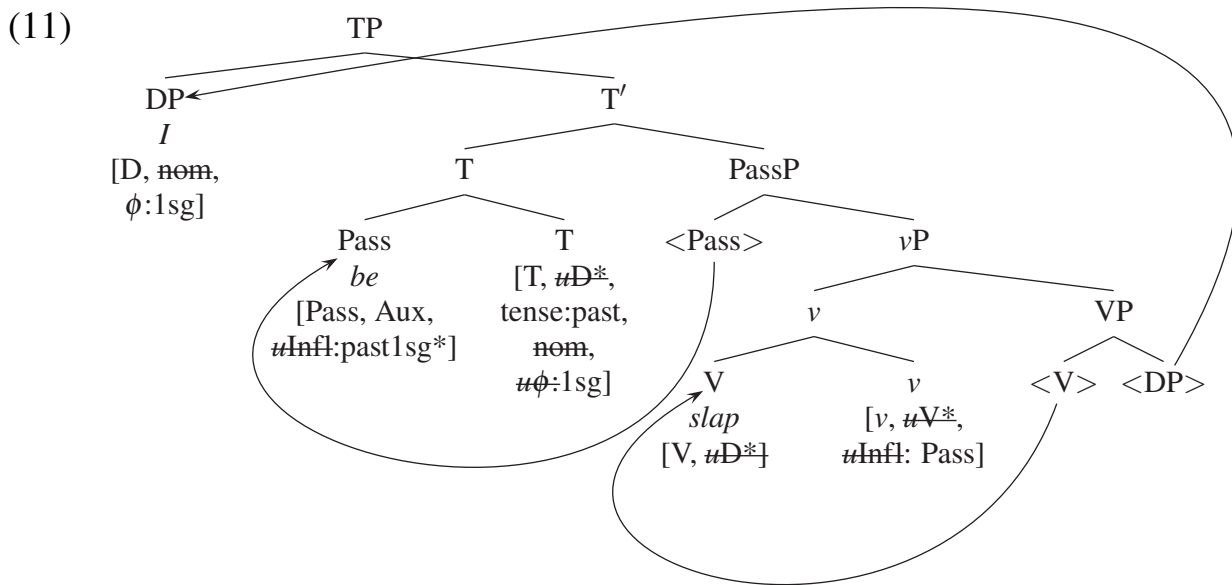 (11)
TP
DP T′
I
[D, nom,
ϕ:1sg]
T PassP
Pass T <Pass> vP
be
[Pass, Aux,
uInfl:past1sg*]
[T, uD*,
tense:past,
nom,
uϕ:1sg]
v VP
V v <V> <DP>
slap
[V, uD*]
[v, uV*,
uInfl: Pass]